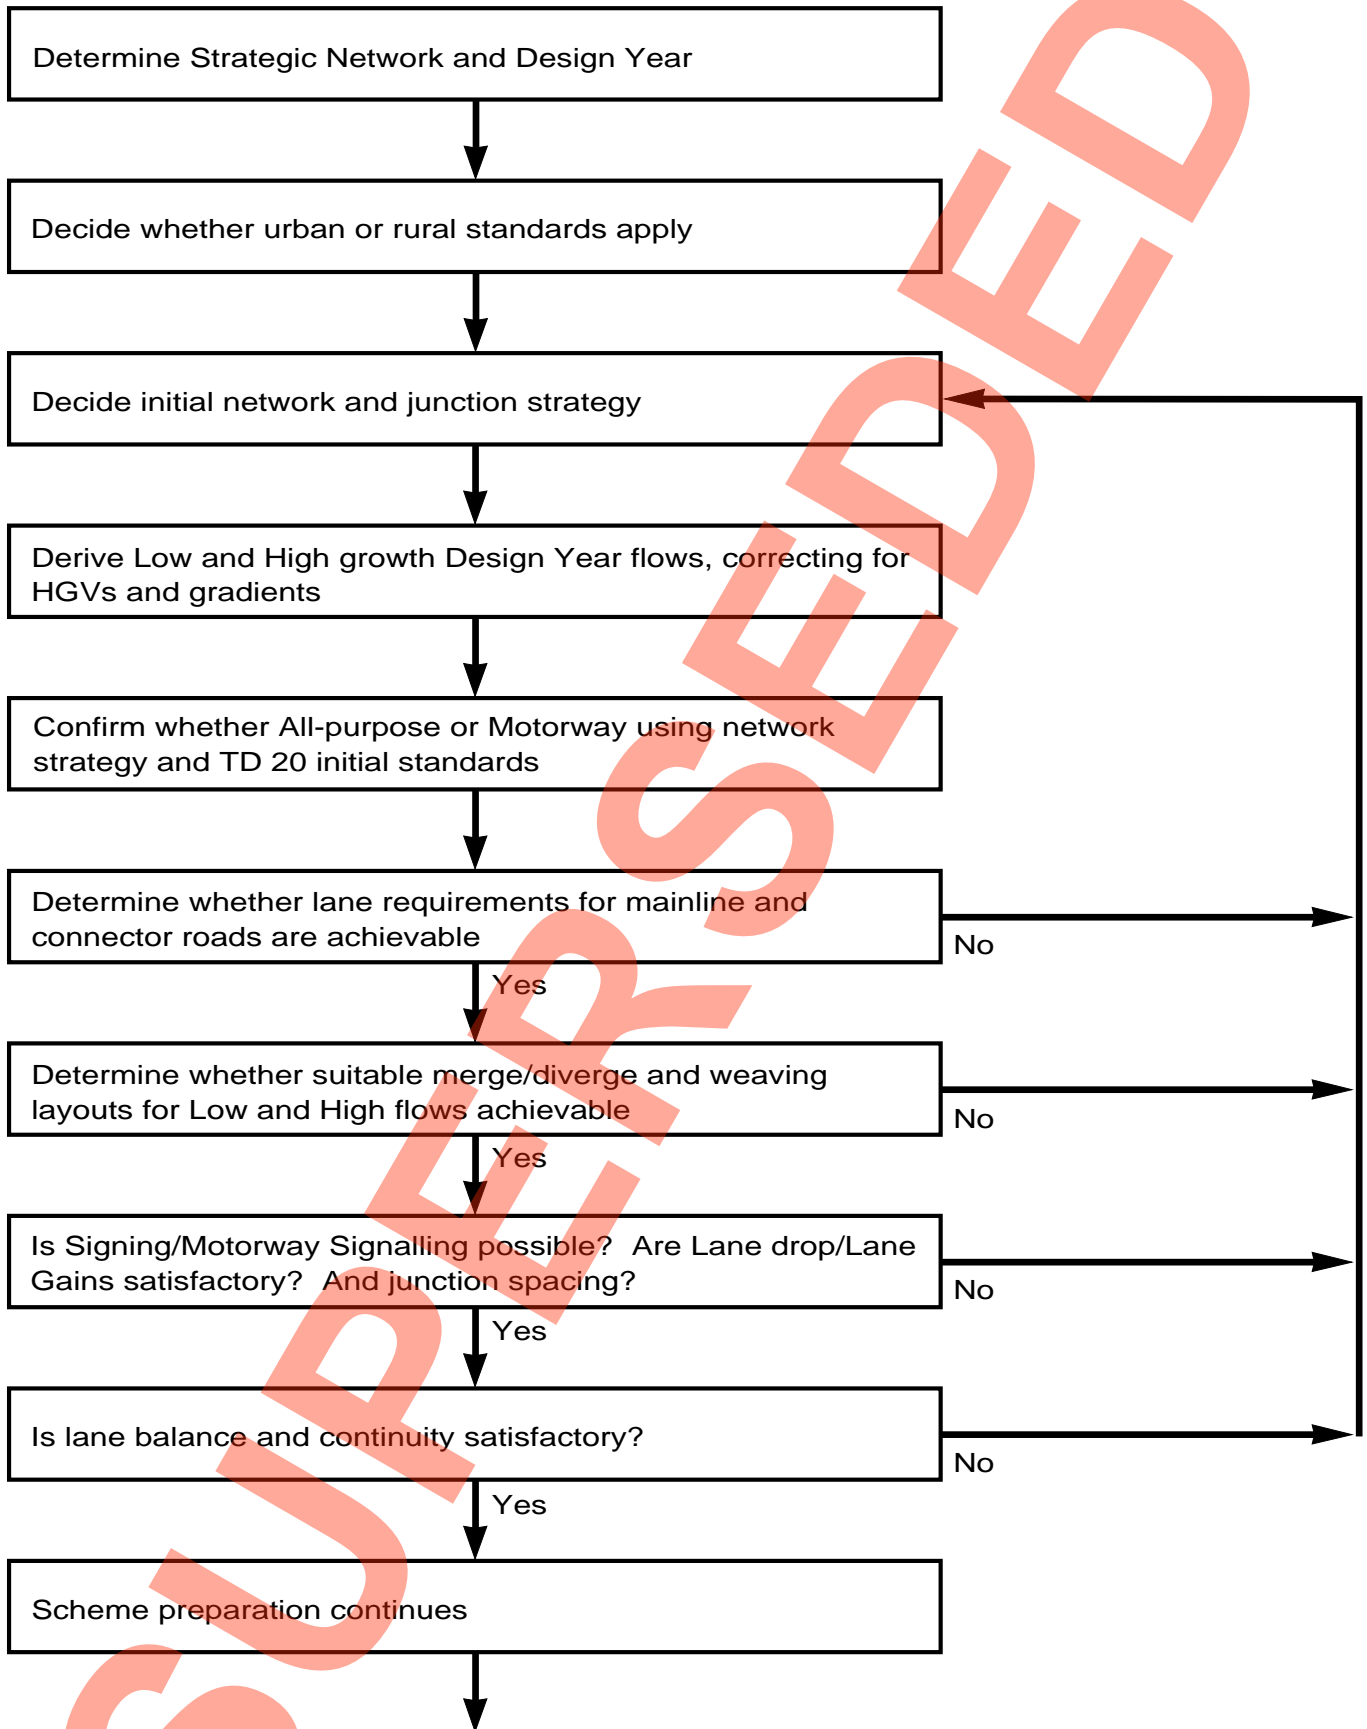 Determine Strategic Network and Design Year
Decide whether urban or rural standards apply
Decide initial network and junction strategy
Derive Low and High growth Design Year flows, correcting for
HGVs and gradients
Confirm whether All-purpose or Motorway using network
strategy and TD 20 initial standards
Determine whether lane requirements for mainline and
connector roads are achievable
No
Yes
Determine whether suitable merge/diverge and weaving
layouts for Low and High flows achievable
No
Yes
Is Signing/Motorway Signalling possible? Are Lane drop/Lane
Gains satisfactory? And junction spacing?
No
Yes
Is lane balance and continuity satisfactory?
No
Yes
Scheme preparation continues
SUPERSEDED